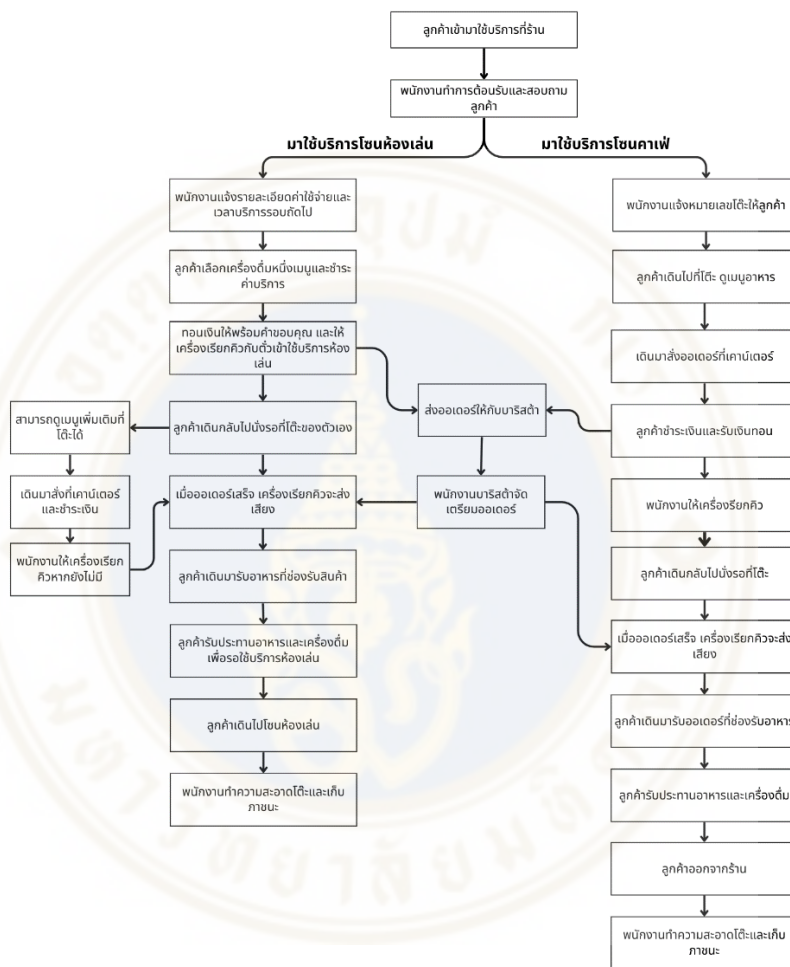 ลูกค้าเข้ามาใช้บริการที่ร้าน
พนักงานทำการต้อนรับและสอบถาม
ลูกค้า
มาใช้บริการโซนห้องเล่น
มาใช้บริการโซนคาเฟ่
พนักงานแจ้งรายละเอียดค่าใช้จ่ายและ
เวลาบริการรอบถัดไป
ลูกค้าเลือกเครื่องดื่มหนึ่งเมนูและชำระ
ค่าบริการ
ทอนเงินให้พร้อมคำขอบคุณ และให้
เครื่องเรียกคิวกับตั๋วเข้าใช้บริการห้อง
เล่น
ลูกค้าเดินกลับไปนั่งรอที่โต๊ะของตัวเอง
สามารถดูเมนูเพิ่มเติมที่
โต๊ะได้
เดินมาสั่งที่เคาน์เตอร์
และชำระเงิน
พนักงานให้เครื่องเรียก
คิวหากยังไม่มี
เมื่อออเดอร์เสร็จ เครื่องเรียกคิวจะส่ง
เสียง
ลูกค้าเดินมารับอาหารที่ช่องรับสินค้า
ลูกค้ารับประทานอาหารและเครื่องดื่ม
เพื่อรอใช้บริการห้องเล่น
ลูกค้าเดินไปโซนห้องเล่น
พนักงานทำความสะอาดโต๊ะและเก็บ
ภาชนะ
ส่งออเดอร์ให้กับบาริสต้า
พนักงานบาริสต้าจัด
เตรียมออเดอร์
พนักงานแจ้งหมายเลขโต๊ะให้ลูกค้า
ลูกค้าเดินไปที่โต๊ะ ดูเมนูอาหาร
เดินมาสั่งออเดอร์ที่เคาน์เตอร์
ลูกค้าชำระเงินและรับเงินทอน
พนักงานให้เครื่องรียกคิว
ลูกค้าเดินกลับไปนั่งรอที่โต๊ะ
เมื่อออเดอร์เสร็จ เครื่องเรียกคิวจะส่ง
เสียง
ลูกค้าเดินมารับออเดอร์ที่ช่องรับอาหาร
ลูกค้ารับประทานอาหารและเครื่องดื่ม
ลูกค้าออกจากร้าน
พนักงานทำความสะอาดโต๊ะและเก็บ
ภาชนะ
มหาวิทยาลัยมหิดล